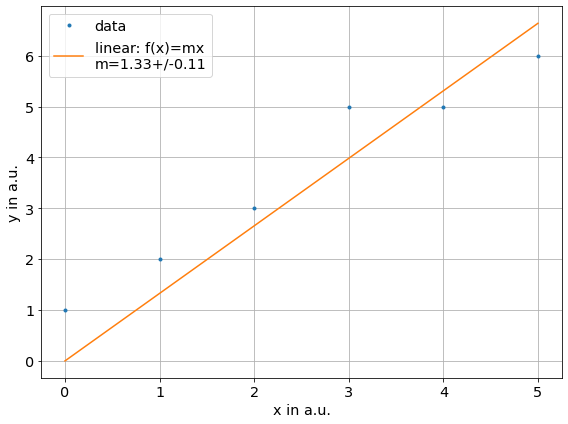 data
linear: f(x)=mx
m=1.33+/-0.11
6
5
4
3
2
1
0
y in a.u.
0 1 2 3 4 5
x in a.u.